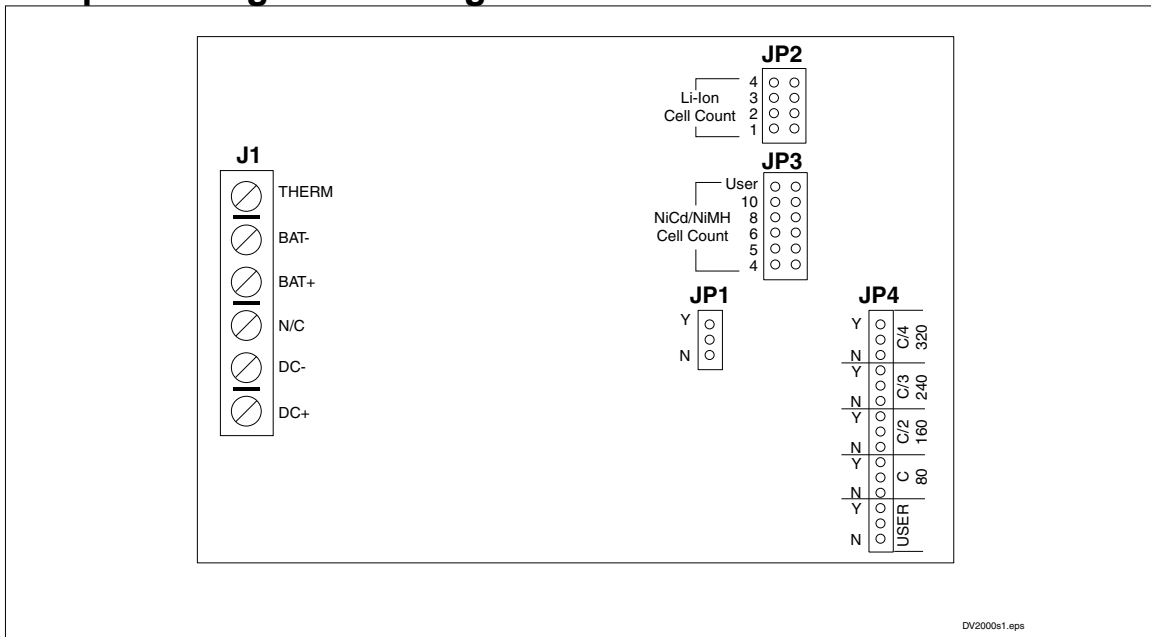 JP2
4
Li-Ion
3
Cell Count
2
1
J1
JP3
THERM
User
10
NiCd/NiMH
8
Cell Count
6
BAT-
5
4
BAT+
JP1
JP4
Y
N
N/C
DC-
DC+
Y
N
C/4
320
Y
N
C/3
240
Y
N
C/2
160
Y
N
C
80
Y
N
USER
DV2000s1.eps